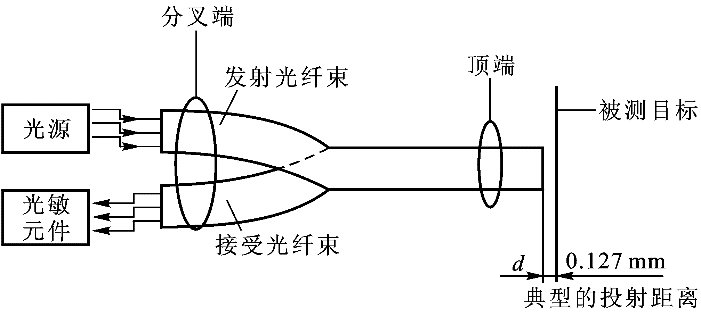 分叉端
发射光纤束
顶端
被测目标
光源
光敏
元件
接受光纤束
d
0.127 mm
典型的投射距离